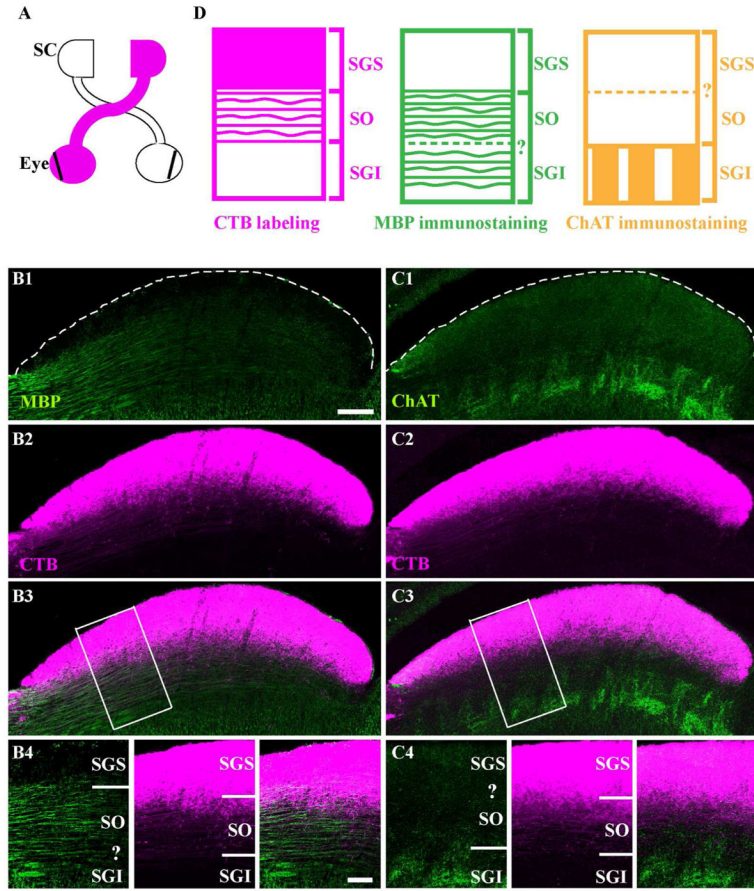 A
SC
Eye
D
SGS
SO
SGI
CTB labeling
SGS
SO
?
SGI
MBP immunostaining
SGS
?
SO
SGI
ChAT immunostaining
B1
MBP
C1
ChAT
B2
CTB
C2
CTB
B3
C3
B4
SGS
SO
?
SGI
SGS
SO
SGI
C4
SGS
?
SO
SGI
SGS
SO
SGI